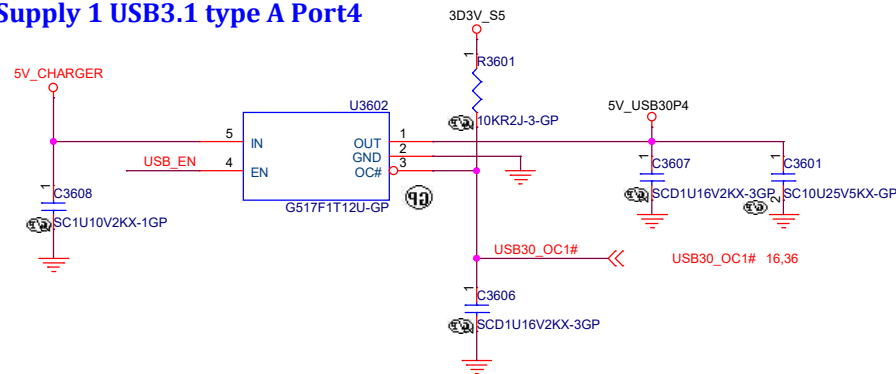 Supply 1 USB3.1 type A Port4
3D3V_S5
5V_CHARGER
1
R3601
10KR2J-3-GP
U3602
5
IN
OUT
1
GND
2
OC#
3
4
EN
USB_EN
G517F1T12U-GP
5V_USB30P4
1
C3608
SC1U10V2KX-1GP
1
C3607
SCD1U16V2KX-3GP
1
C3601
2
SC10U25V5KX-GP
USB30_OC1#
USB30_OC1# 16,36
1
C3606
SCD1U16V2KX-3GP